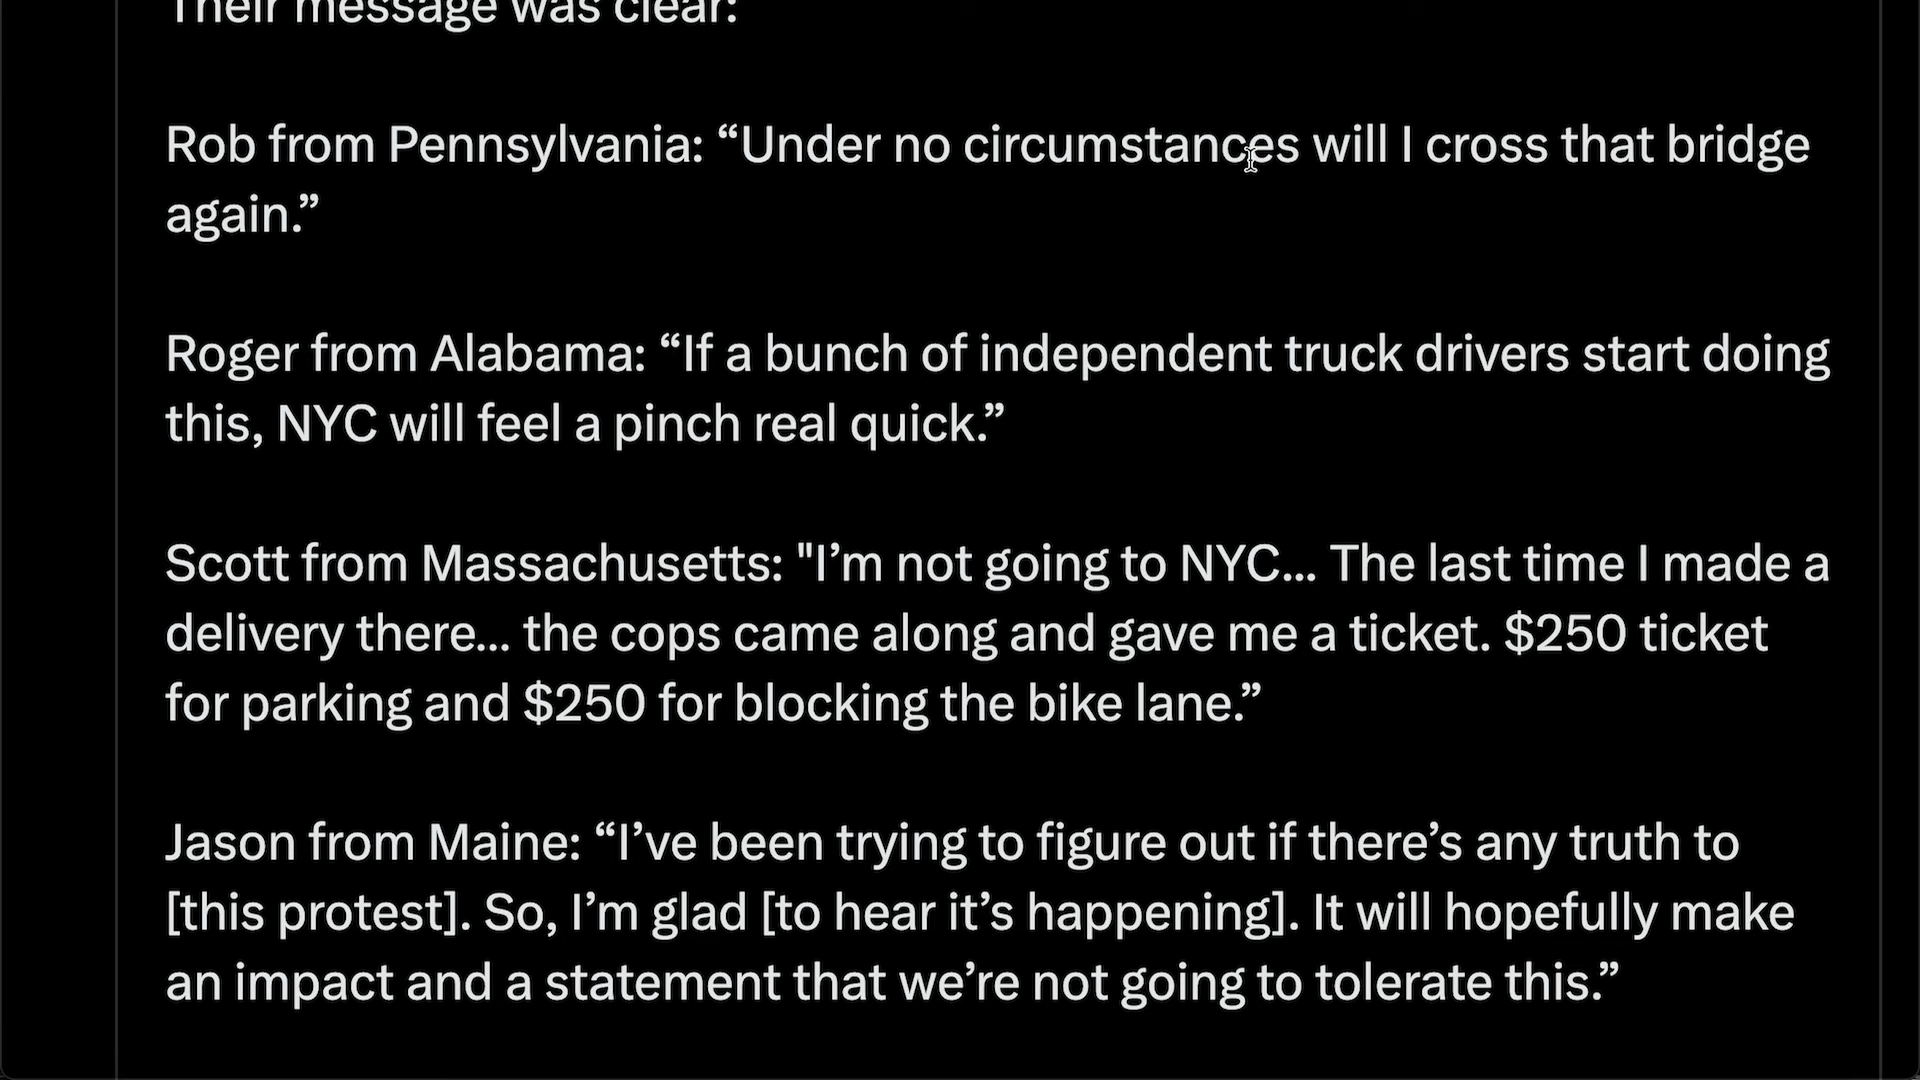 Their message was clear:
Rob from Pennsylvania: “Under no circumstances will I cross that bridge
again.”
Roger from Alabama: “If a bunch of independent truck drivers start doing
this, NYC will feel a pinch real quick.”
Scott from Massachusetts: "I’m not going to NYC... The last time I made a
delivery there... the cops came along and gave me a ticket. $250 ticket
for parking and $250 for blocking the bike lane.”
Jason from Maine: “I’ve been trying to figure out if there’s any truth to
[this protest]. So, I’m glad [to hear it’s happening]. It will hopefully make
an impact and a statement that we’re not going to tolerate this.”